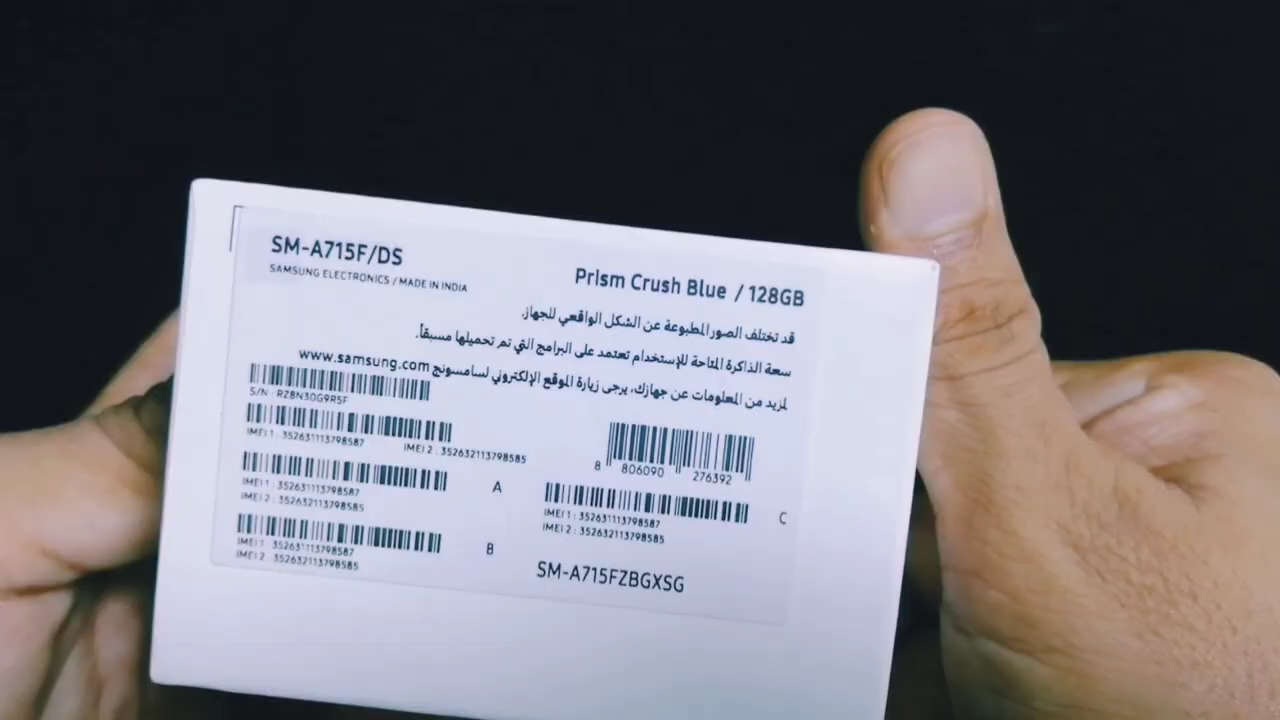 SM-A715F/DS
SAMSUNG ELECTRONICS / MADE IN INDIA
Prism Crush Blue / 128GB
قد تختلف الصور المطبوعة عن الشكل الواقعي للجهاز.
سعة الذاكرة المتاحة للإستخدام تعتمد على البرامج التي تم تحميلها مسبقاً.
لمزيد من المعلومات عن جهازك، يرجى زيارة الموقع الإلكتروني لسامسونج www.samsung.com
S/N : RZ8N30G9R5F
IMEI 1 : 352631113798587 IMEI 2 : 352632113798585
IMEI 1 : 352631113798587
IMEI 2 : 352632113798585
A
IMEI 1 : 352631113798587
IMEI 2 : 352632113798585
B
8 806090 276392
IMEI 1 : 352631113798587
IMEI 2 : 352632113798585
C
SM-A715FZBGXSG